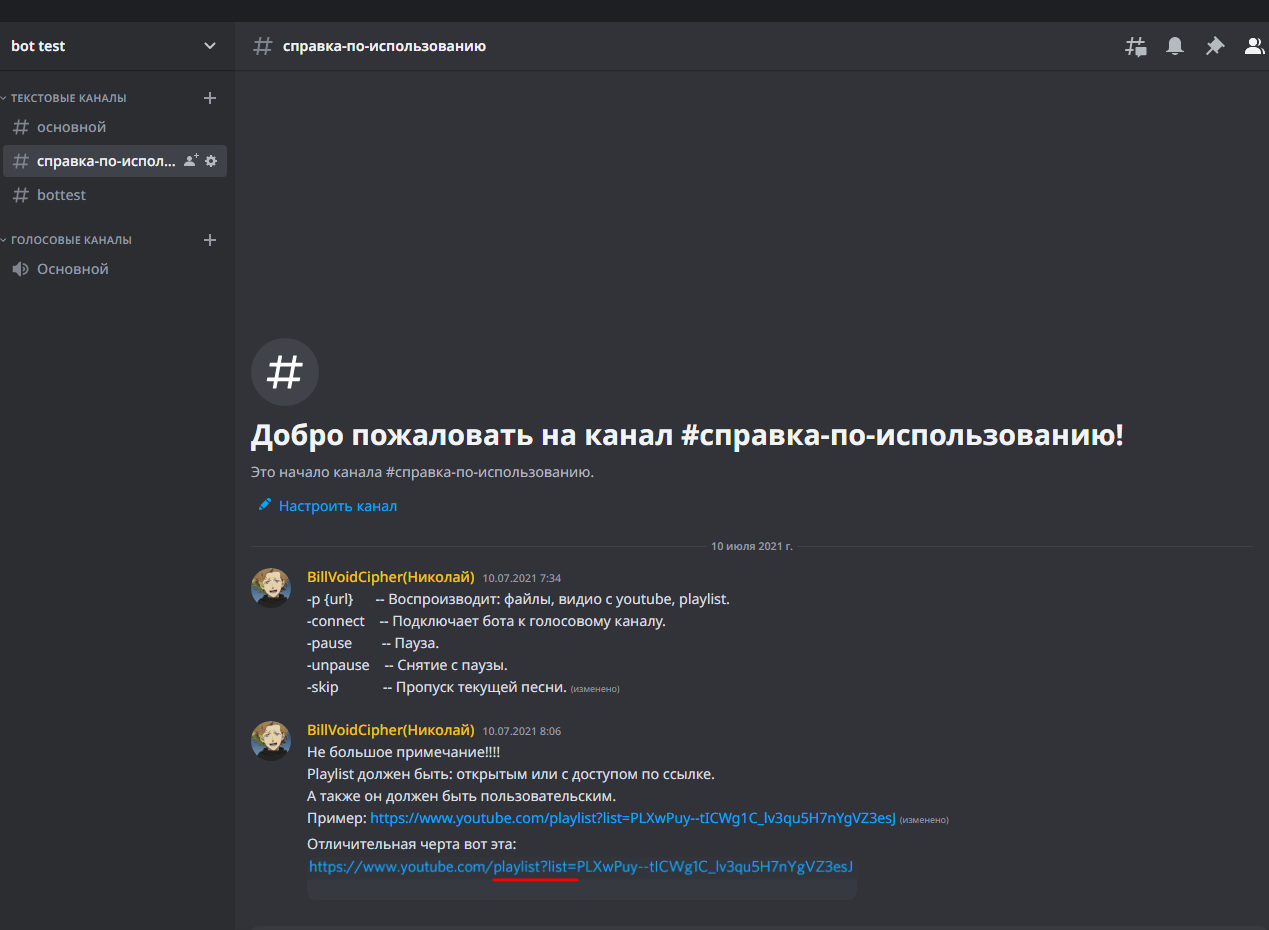 bot test
ТЕКСТОВЫЕ КАНАЛЫ
основной
справка-по-испол...
bottest
ГОЛОСОВЫЕ КАНАЛЫ
Основной
справка-по-использованию
Добро пожаловать на канал #справка-по-использованию!
Это начало канала #справка-по-использованию.
Настроить канал
10 июля 2021 г.
BillVoidCipher(Николай) 10.07.2021 7:34
-p {url} -- Воспроизводит: файлы, видио с youtube, playlist.
-connect -- Подключает бота к голосовому каналу.
-pause -- Пауза.
-unpause -- Снятие с паузы.
-skip -- Пропуск текущей песни. (изменено)
BillVoidCipher(Николай) 10.07.2021 8:06
Не большое примечание!!!!
Playlist должен быть: открытым или с доступом по ссылке.
А также он должен быть пользовательским.
Пример: https://www.youtube.com/playlist?list=PLXwPuy--tICWg1C_lv3qu5H7nYgVZ3esJ (изменено)
Отличительная черта вот эта:
https://www.youtube.com/playlist?list=PLXwPuy--tICWg1C_lv3qu5H7nYgVZ3esJ